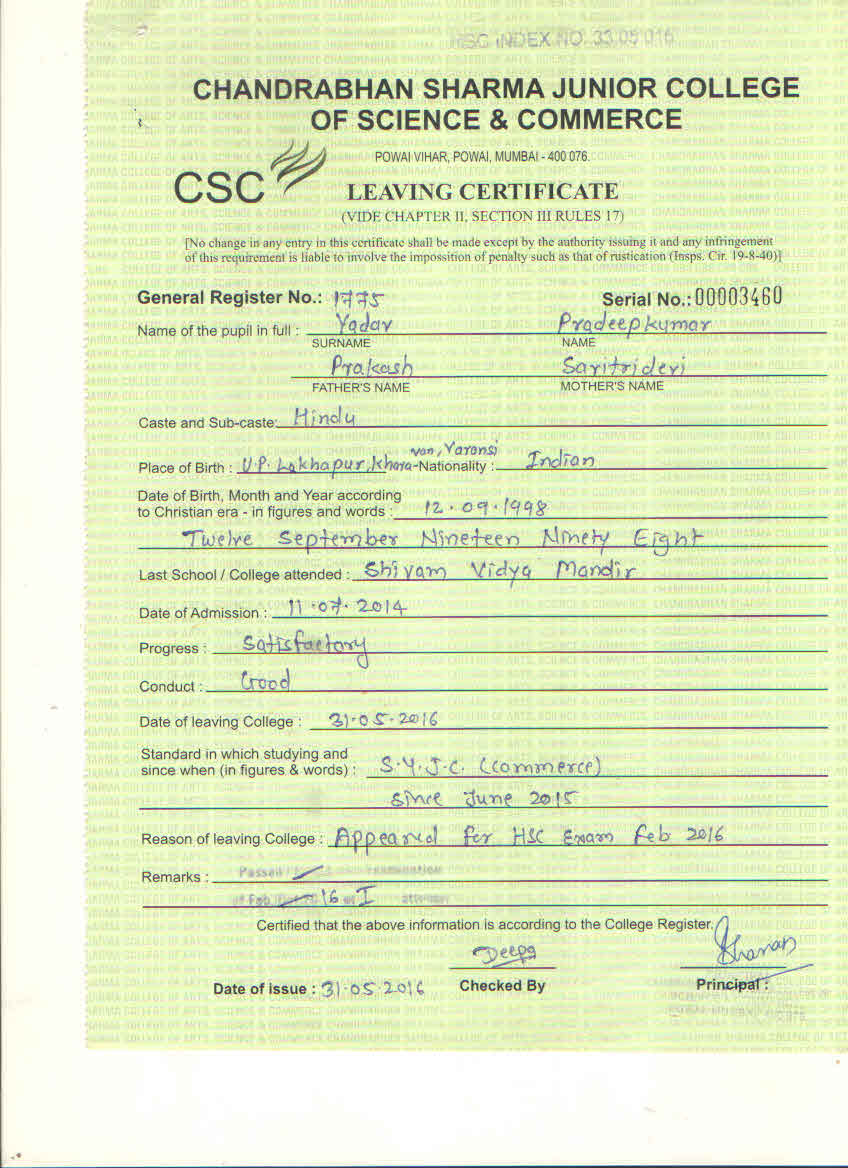 HSC INDEX NO. 33.05.016
CHANDRABHAN SHARMA JUNIOR COLLEGE
OF SCIENCE & COMMERCE
POWAI VIHAR, POWAI, MUMBAI - 400 076.
CSC
LEAVING CERTIFICATE
(VIDE CHAPTER II, SECTION III RULES 17)
[No change in any entry in this certificate shall be made except by the authority issuing it and any infringement
of this requirement is liable to involve the impossition of penalty such as that of rustication (Insps. Cir. 19-8-40)]
General Register No.: 1775 Serial No.: 00003460
Name of the pupil in full : Yadav Pradeepkumar
SURNAME NAME
Prakash Savitridevi
FATHER'S NAME MOTHER'S NAME
Caste and Sub-caste: Hindu
van, Varansi
Place of Birth : U.P. Lakhapur, Khara- Nationality : Indian
Date of Birth, Month and Year according
to Christian era - in figures and words : 12.09.1998
Twelve September Nineteen Ninety Eight
Last School / College attended : Shivam Vidya Mandir
Date of Admission : 11.07.2014
Progress : Satisfactory
Conduct : Good
Date of leaving College : 31.05.2016
Standard in which studying and
since when (in figures & words) : S.Y.J.C. (Commerce)
since June 2015
Reason of leaving College : Appeared for HSC Exam Feb 2016
Remarks : Passed examination
of Feb 16 at I attempt
Certified that the above information is according to the College Register.
Deepa
Date of issue : 31.05.2016 Checked By Principal :